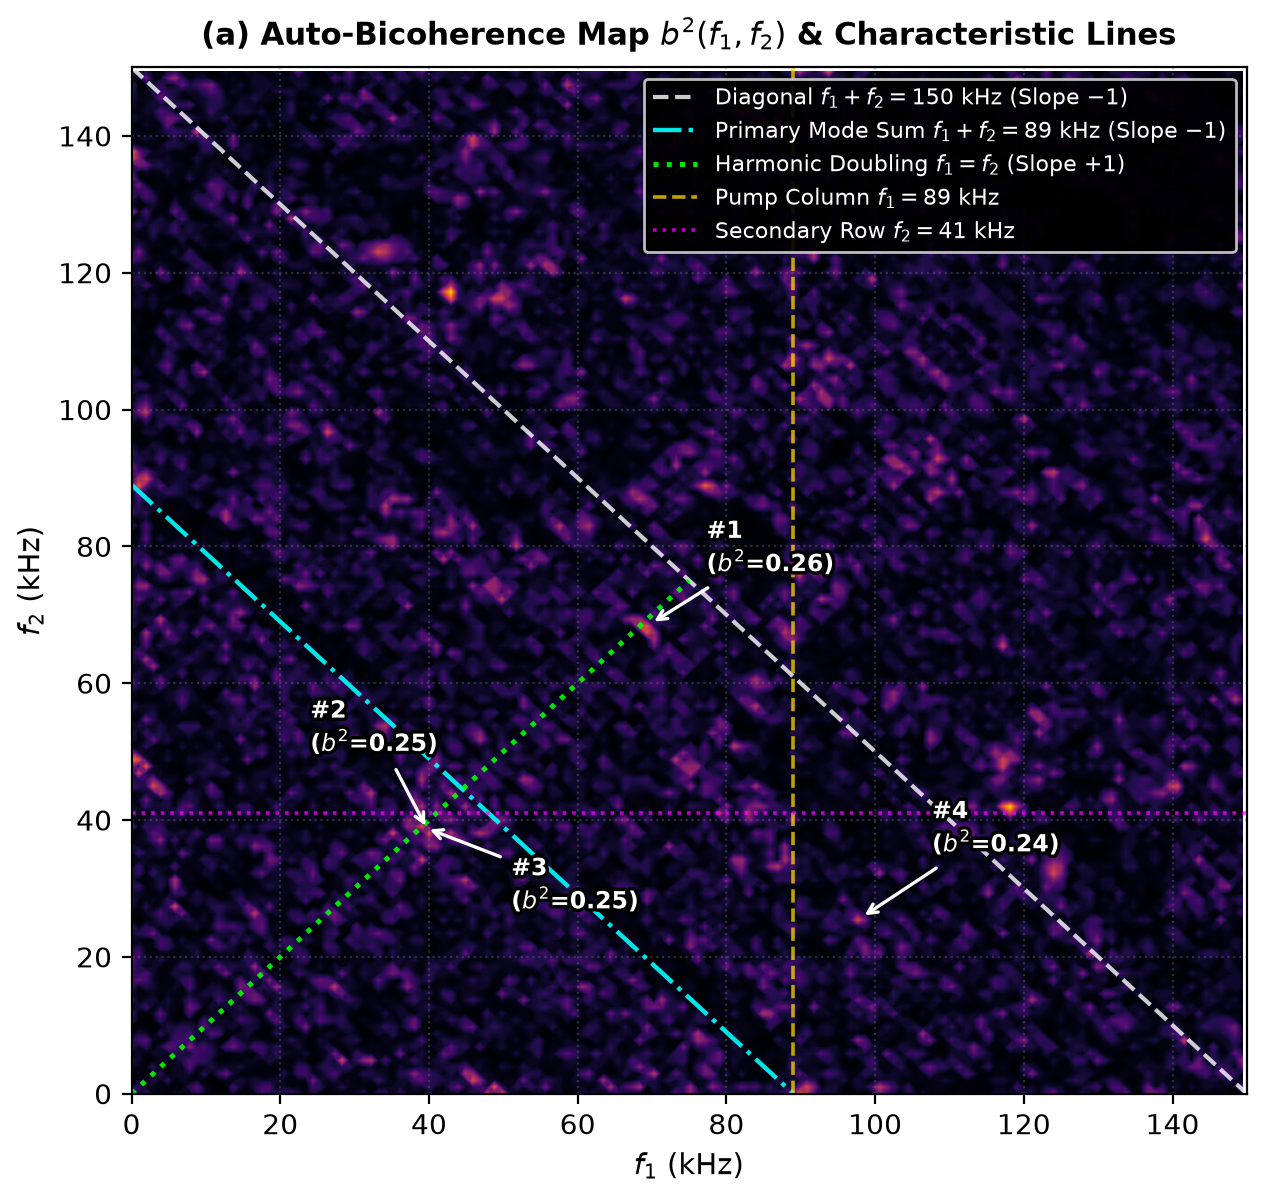 (a) Auto-Bicoherence Map b²(f₁, f₂) & Characteristic Lines
Diagonal f₁ + f₂ = 150 kHz (Slope −1)
Primary Mode Sum f₁ + f₂ = 89 kHz (Slope −1)
Harmonic Doubling f₁ = f₂ (Slope +1)
Pump Column f₁ = 89 kHz
Secondary Row f₂ = 41 kHz
140
120
100
80
60
40
20
0
f₂ (kHz)
#1
(b²=0.26)
#2
(b²=0.25)
#3
(b²=0.25)
#4
(b²=0.24)
0 20 40 60 80 100 120 140
f₁ (kHz)